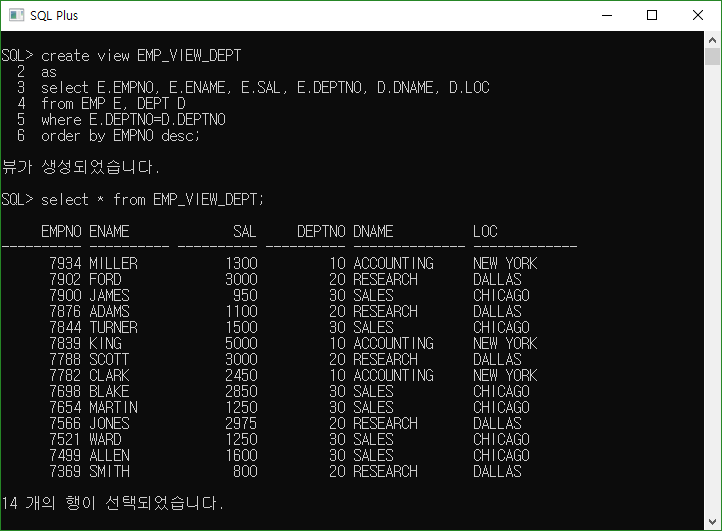 SQL Plus
SQL> create view EMP_VIEW_DEPT
  2  as
  3  select E.EMPNO, E.ENAME, E.SAL, E.DEPTNO, D.DNAME, D.LOC
  4  from EMP E, DEPT D
  5  where E.DEPTNO=D.DEPTNO
  6  order by EMPNO desc;
뷰가 생성되었습니다.
SQL> select * from EMP_VIEW_DEPT;
     EMPNO ENAME             SAL     DEPTNO DNAME          LOC
---------- ---------- ---------- ---------- -------------- -------------
      7934 MILLER           1300         10 ACCOUNTING     NEW YORK
      7902 FORD             3000         20 RESEARCH       DALLAS
      7900 JAMES             950         30 SALES          CHICAGO
      7876 ADAMS            1100         20 RESEARCH       DALLAS
      7844 TURNER           1500         30 SALES          CHICAGO
      7839 KING             5000         10 ACCOUNTING     NEW YORK
      7788 SCOTT            3000         20 RESEARCH       DALLAS
      7782 CLARK            2450         10 ACCOUNTING     NEW YORK
      7698 BLAKE            2850         30 SALES          CHICAGO
      7654 MARTIN           1250         30 SALES          CHICAGO
      7566 JONES            2975         20 RESEARCH       DALLAS
      7521 WARD             1250         30 SALES          CHICAGO
      7499 ALLEN            1600         30 SALES          CHICAGO
      7369 SMITH             800         20 RESEARCH       DALLAS
14 개의 행이 선택되었습니다.